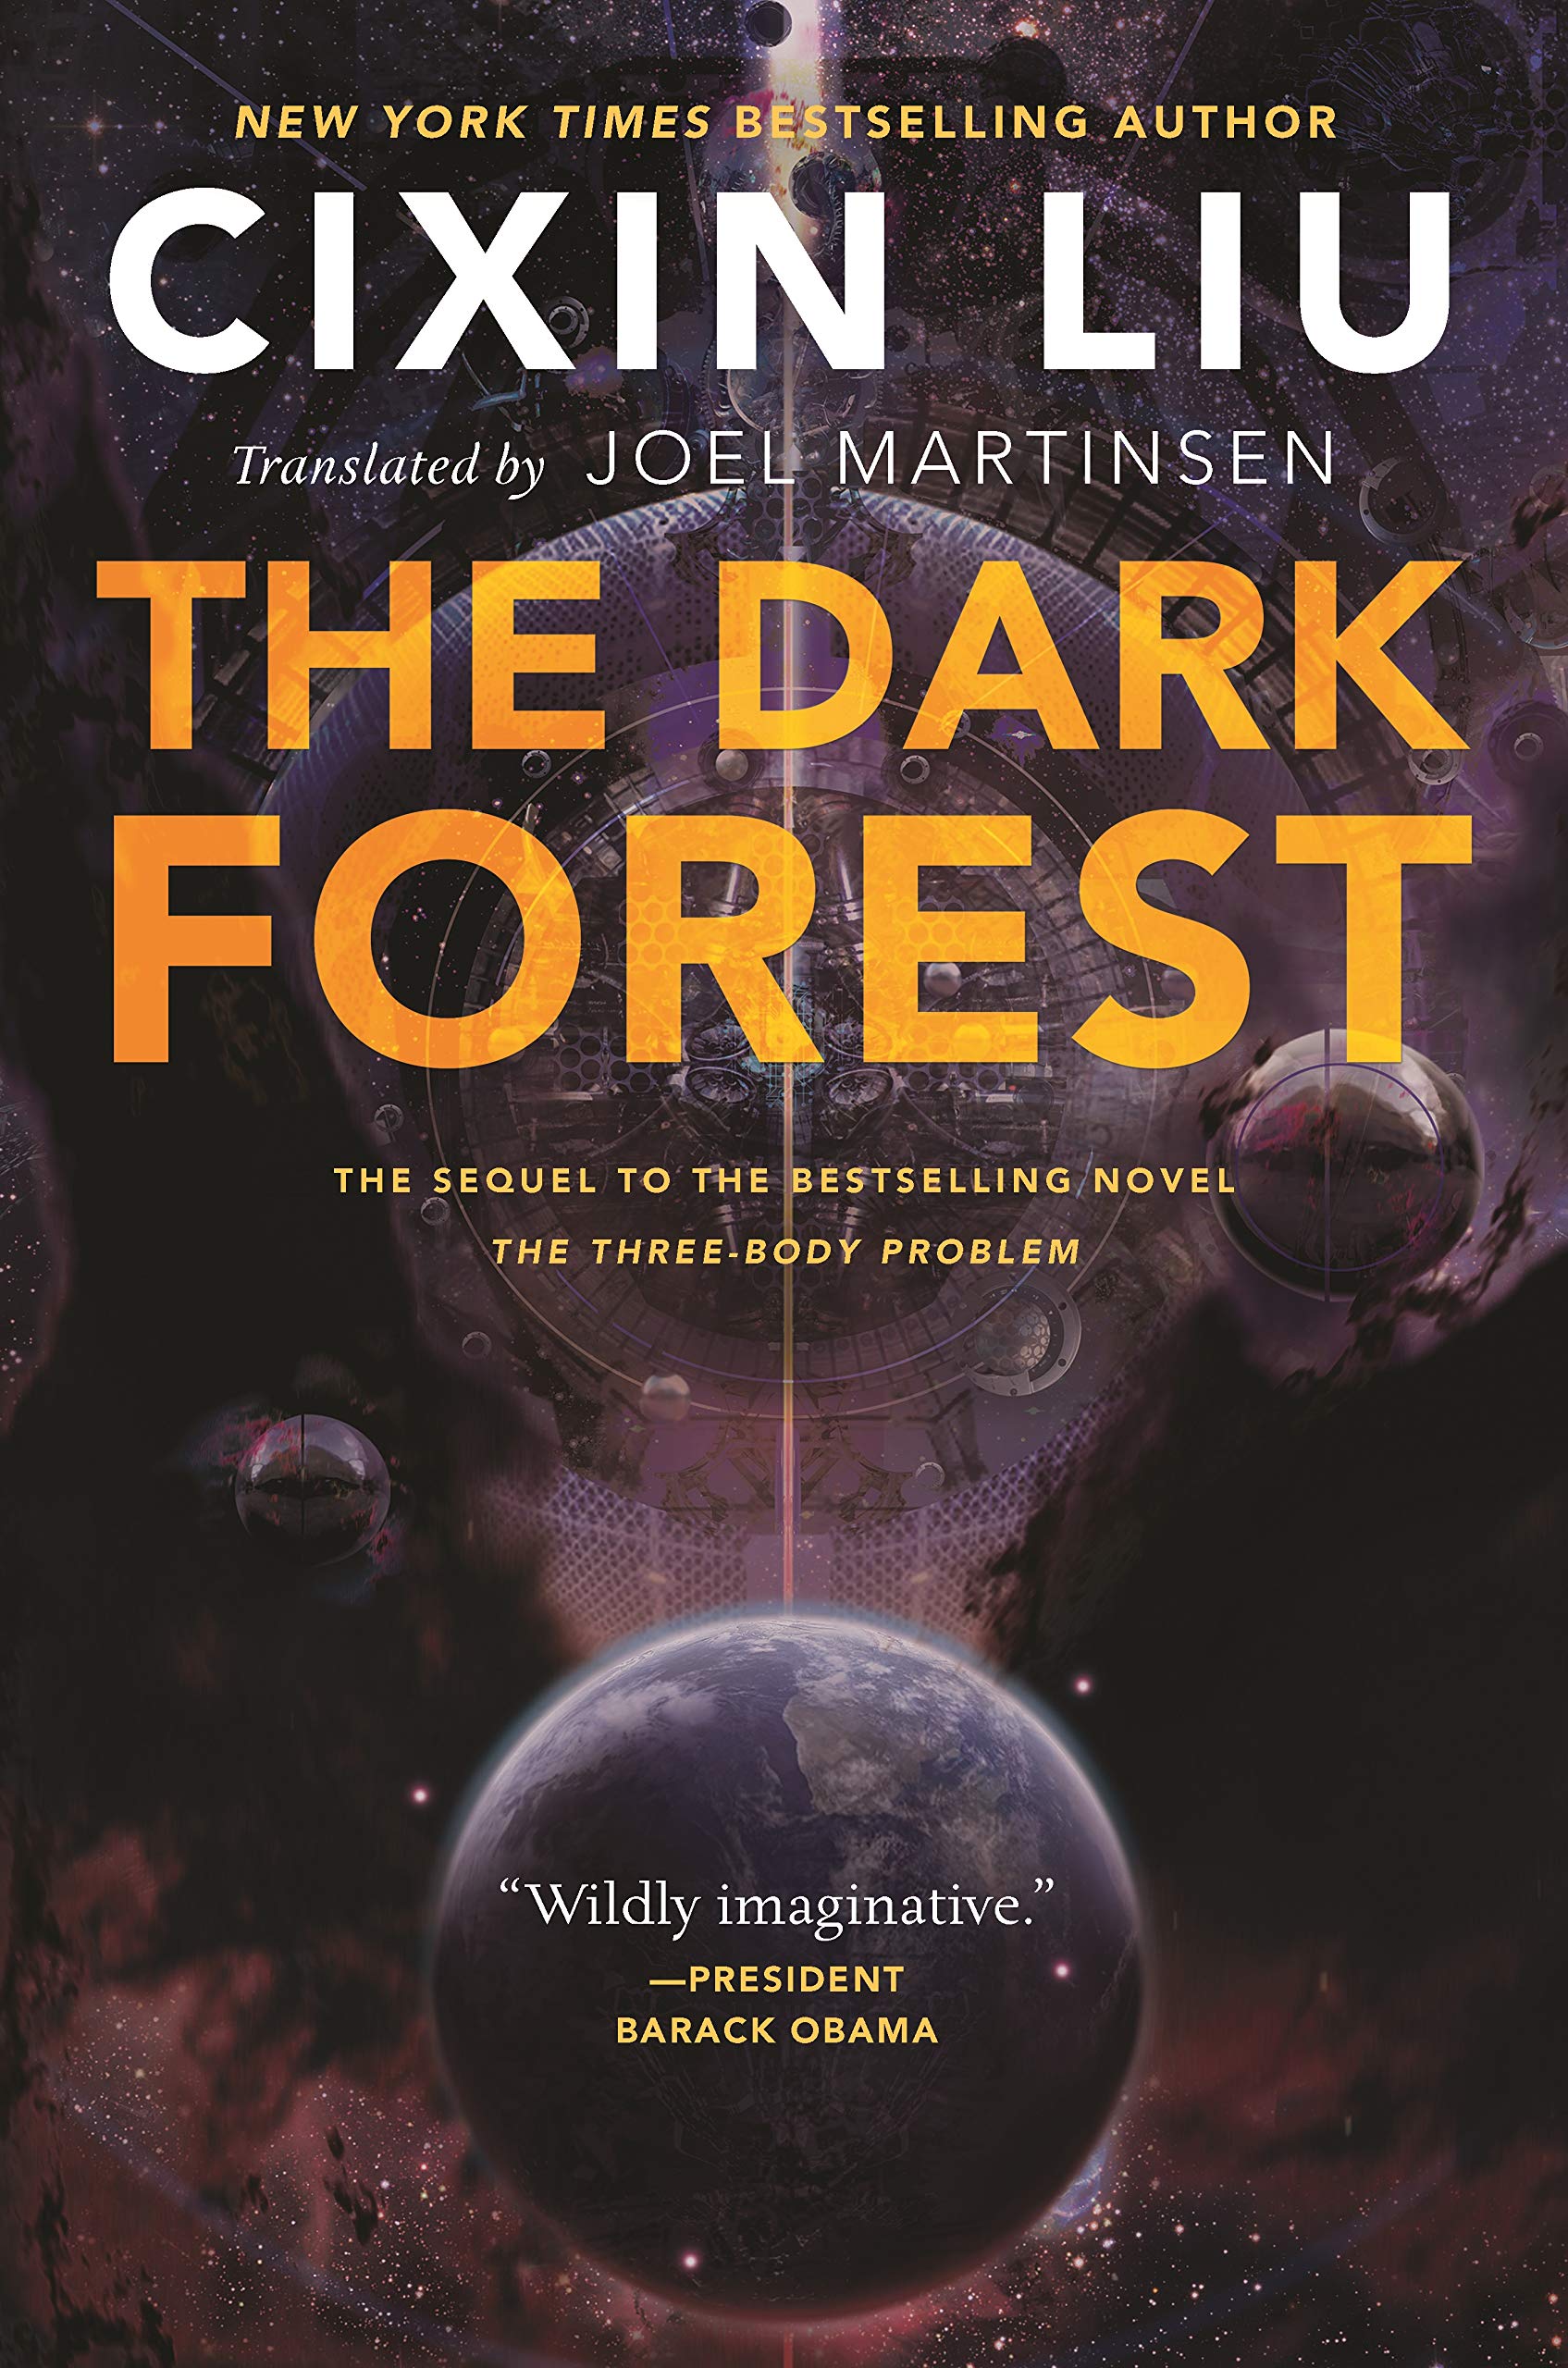 NEW YORK TIMES BESTSELLING AUTHOR
CIXIN LIU
Translated by JOEL MARTINSEN
THE DARK
FOREST
THE SEQUEL TO THE BESTSELLING NOVEL
THE THREE-BODY PROBLEM
“Wildly imaginative.”
—PRESIDENT
BARACK OBAMA